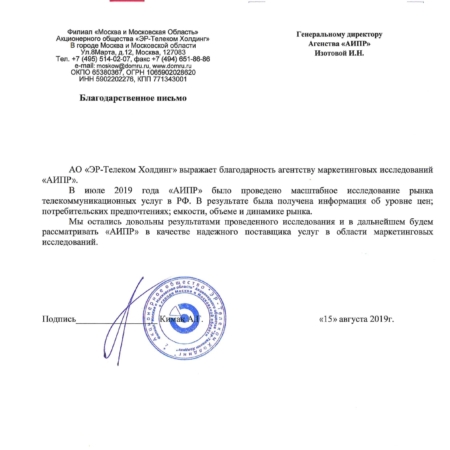 Филиал «Москва и Московская Область»
Акционерного общества «ЭР-Телеком Холдинг»
В городе Москва и Московской области
Ул.8Марта, д.12, Москва, 127083
Тел. +7 (495) 514-02-07, факс +7 (494) 651-86-86
e-mail: moskow@domru.ru, www.domru.ru
ОКПО 65380367, ОГРН 1065902028620
ИНН 5902202276, КПП 771343001
Генеральному директору
Агенства «АИПР»
Изотовой И.Н.
Благодарственное письмо
АО «ЭР-Телеком Холдинг» выражает благодарность агентству маркетинговых исследований
«АИПР».
В июле 2019 года «АИПР» было проведено масштабное исследование рынка
телекоммуникационных услуг в РФ. В результате была получена информация об уровне цен;
потребительских предпочтениях; емкости, объеме и динамике рынка.
Мы остались довольны результатами проведенного исследования и в дальнейшем будем
рассматривать «АИПР» в качестве надежного поставщика услуг в области маркетинговых
исследований.
Подпись
«15» августа 2019г.